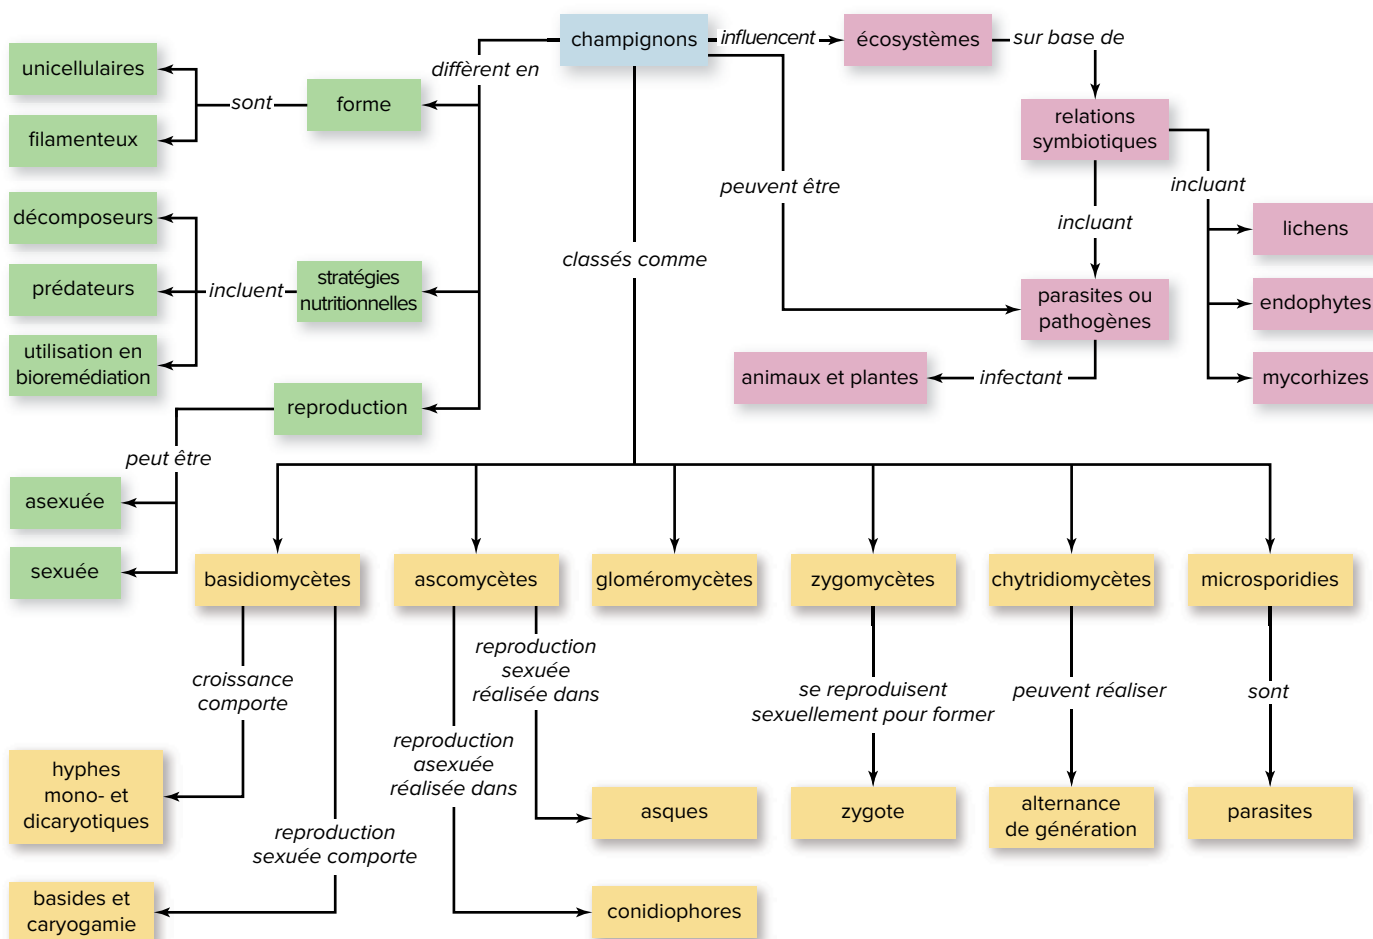 champignons
influencent
écosystèmes
sur base de
diffèrent en
unicellulaires
sont
forme
filamenteux
relations
symbiotiques
peuvent être
incluant
incluant
décomposeurs
lichens
classés comme
prédateurs
incluent
stratégies
nutritionnelles
parasites ou
pathogènes
endophytes
utilisation en
bioremédiation
animaux et plantes
infectant
mycorhizes
reproduction
peut être
asexuée
sexuée
basidiomycètes
ascomycètes
gloméromycètes
zygomycètes
chytridiomycètes
microsporidies
croissance
comporte
reproduction
sexuée
réalisée dans
se reproduisent
sexuellement pour former
peuvent réaliser
sont
reproduction
asexuée
réalisée dans
hyphes
mono- et
dicaryotiques
asques
zygote
alternance
de génération
parasites
reproduction
sexuée comporte
basides et
caryogamie
conidiophores